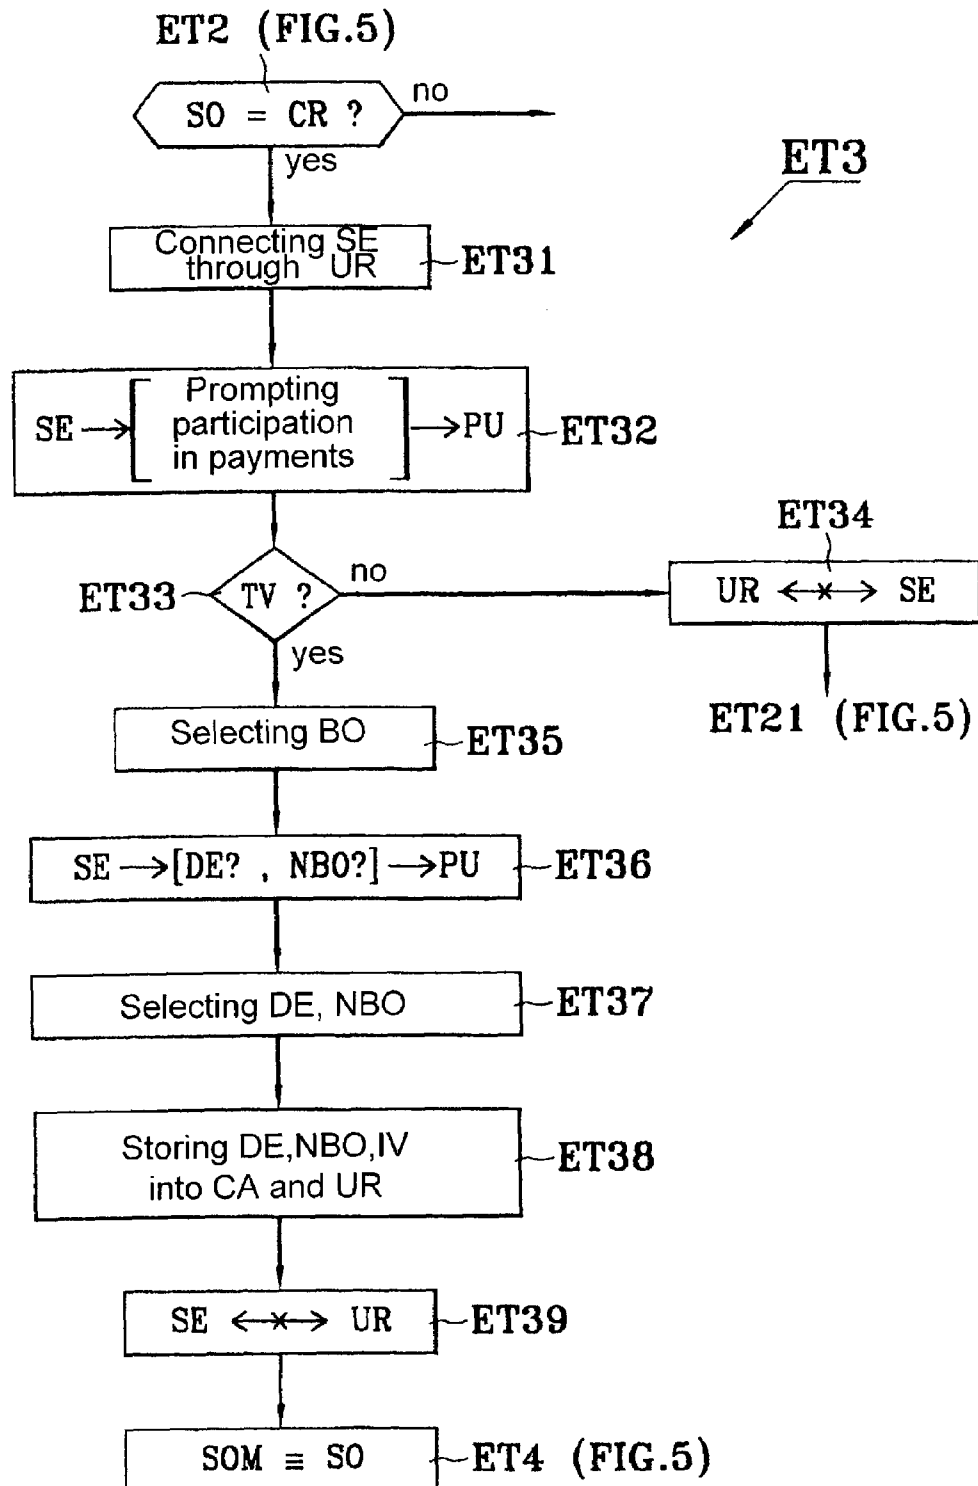 ET2 (FIG.5)
SO = CR ?
no
yes
ET3
Connecting SE
through UR
ET31
SE → [ Prompting
participation
in payments ] → PU
ET32
ET33
TV ?
no
yes
ET34
UR ←×→ SE
ET21 (FIG.5)
Selecting BO
ET35
SE → [DE? , NBO?] → PU
ET36
Selecting DE, NBO
ET37
Storing DE,NBO,IV
into CA and UR
ET38
SE ←×→ UR
ET39
SOM ≡ SO
ET4 (FIG.5)